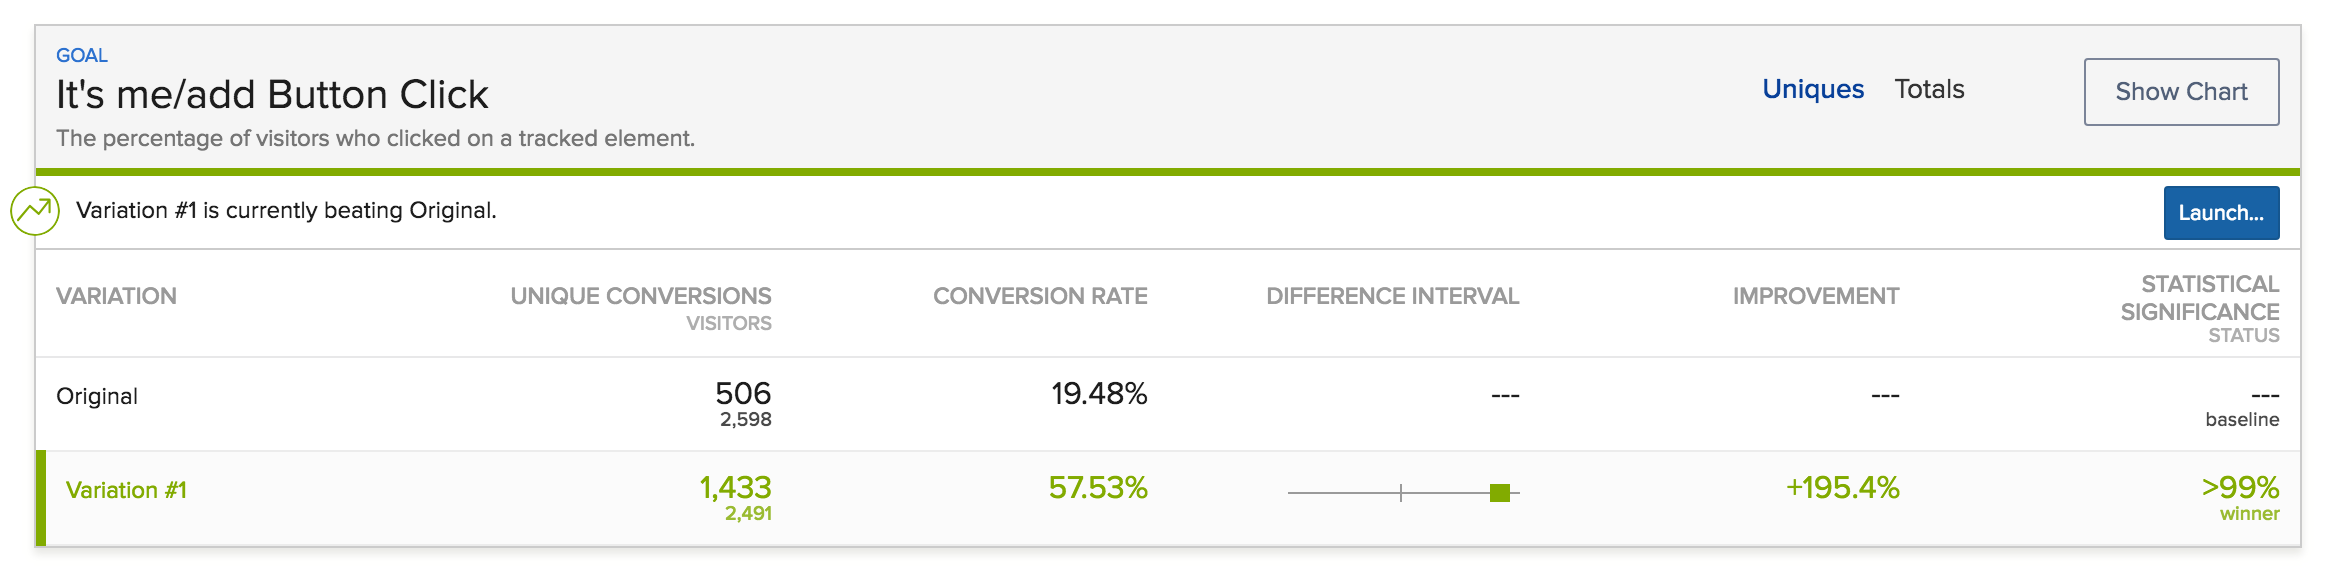 GOAL
It's me/add Button Click
The percentage of visitors who clicked on a tracked element.
Uniques Totals Show Chart
Variation #1 is currently beating Original.
Launch...
VARIATION
UNIQUE CONVERSIONS
VISITORS
CONVERSION RATE
DIFFERENCE INTERVAL
IMPROVEMENT
STATISTICAL
SIGNIFICANCE
STATUS
Original
506
2,598
19.48%
---
---
---
baseline
Variation #1
1,433
2,491
57.53%
+195.4%
>99%
winner